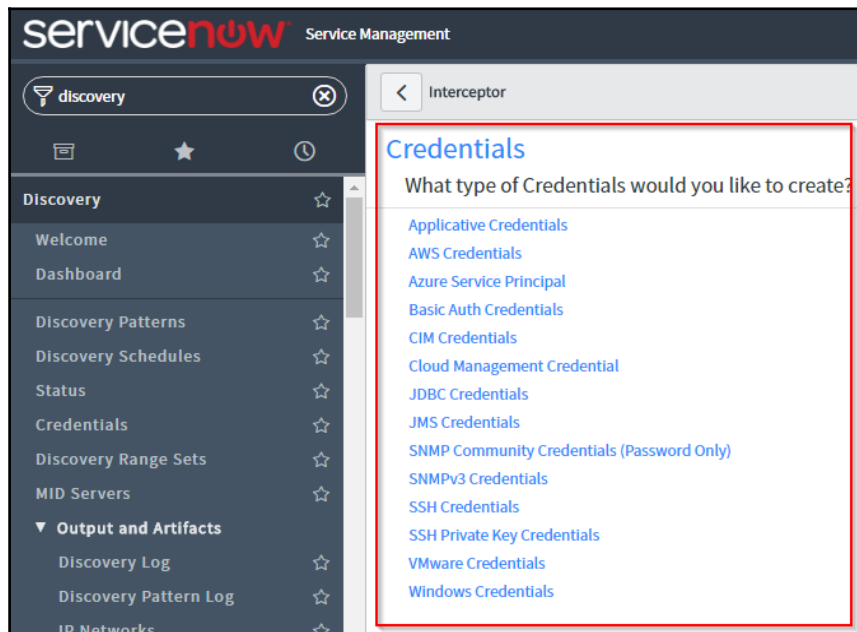 servicenow Service Management
discovery
Interceptor
Credentials
What type of Credentials would you like to create?
Applicative Credentials
AWS Credentials
Azure Service Principal
Basic Auth Credentials
CIM Credentials
Cloud Management Credential
JDBC Credentials
JMS Credentials
SNMP Community Credentials (Password Only)
SNMPv3 Credentials
SSH Credentials
SSH Private Key Credentials
VMware Credentials
Windows Credentials
Discovery
Welcome
Dashboard
Discovery Patterns
Discovery Schedules
Status
Credentials
Discovery Range Sets
MID Servers
Output and Artifacts
Discovery Log
Discovery Pattern Log
IP Networks